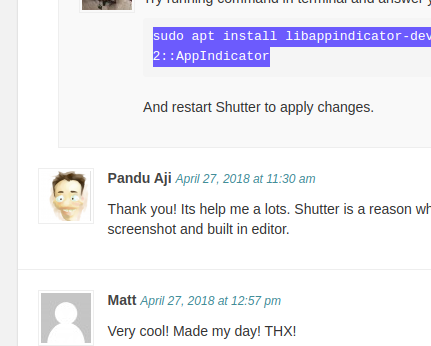 Try running command in terminal and answer
sudo apt install libappindicator-dev
2::AppIndicator
And restart Shutter to apply changes.
Pandu Aji April 27, 2018 at 11:30 am
Thank you! Its help me a lots. Shutter is a reason
screenshot and built in editor.
Matt April 27, 2018 at 12:57 pm
Very cool! Made my day! THX!